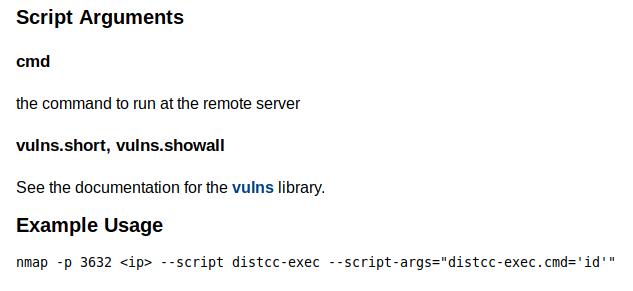 Script Arguments
cmd
the command to run at the remote server
vulns.short, vulns.showall
See the documentation for the vulns library.
Example Usage
nmap -p 3632 <ip> --script distcc-exec --script-args="distcc-exec.cmd='id'"